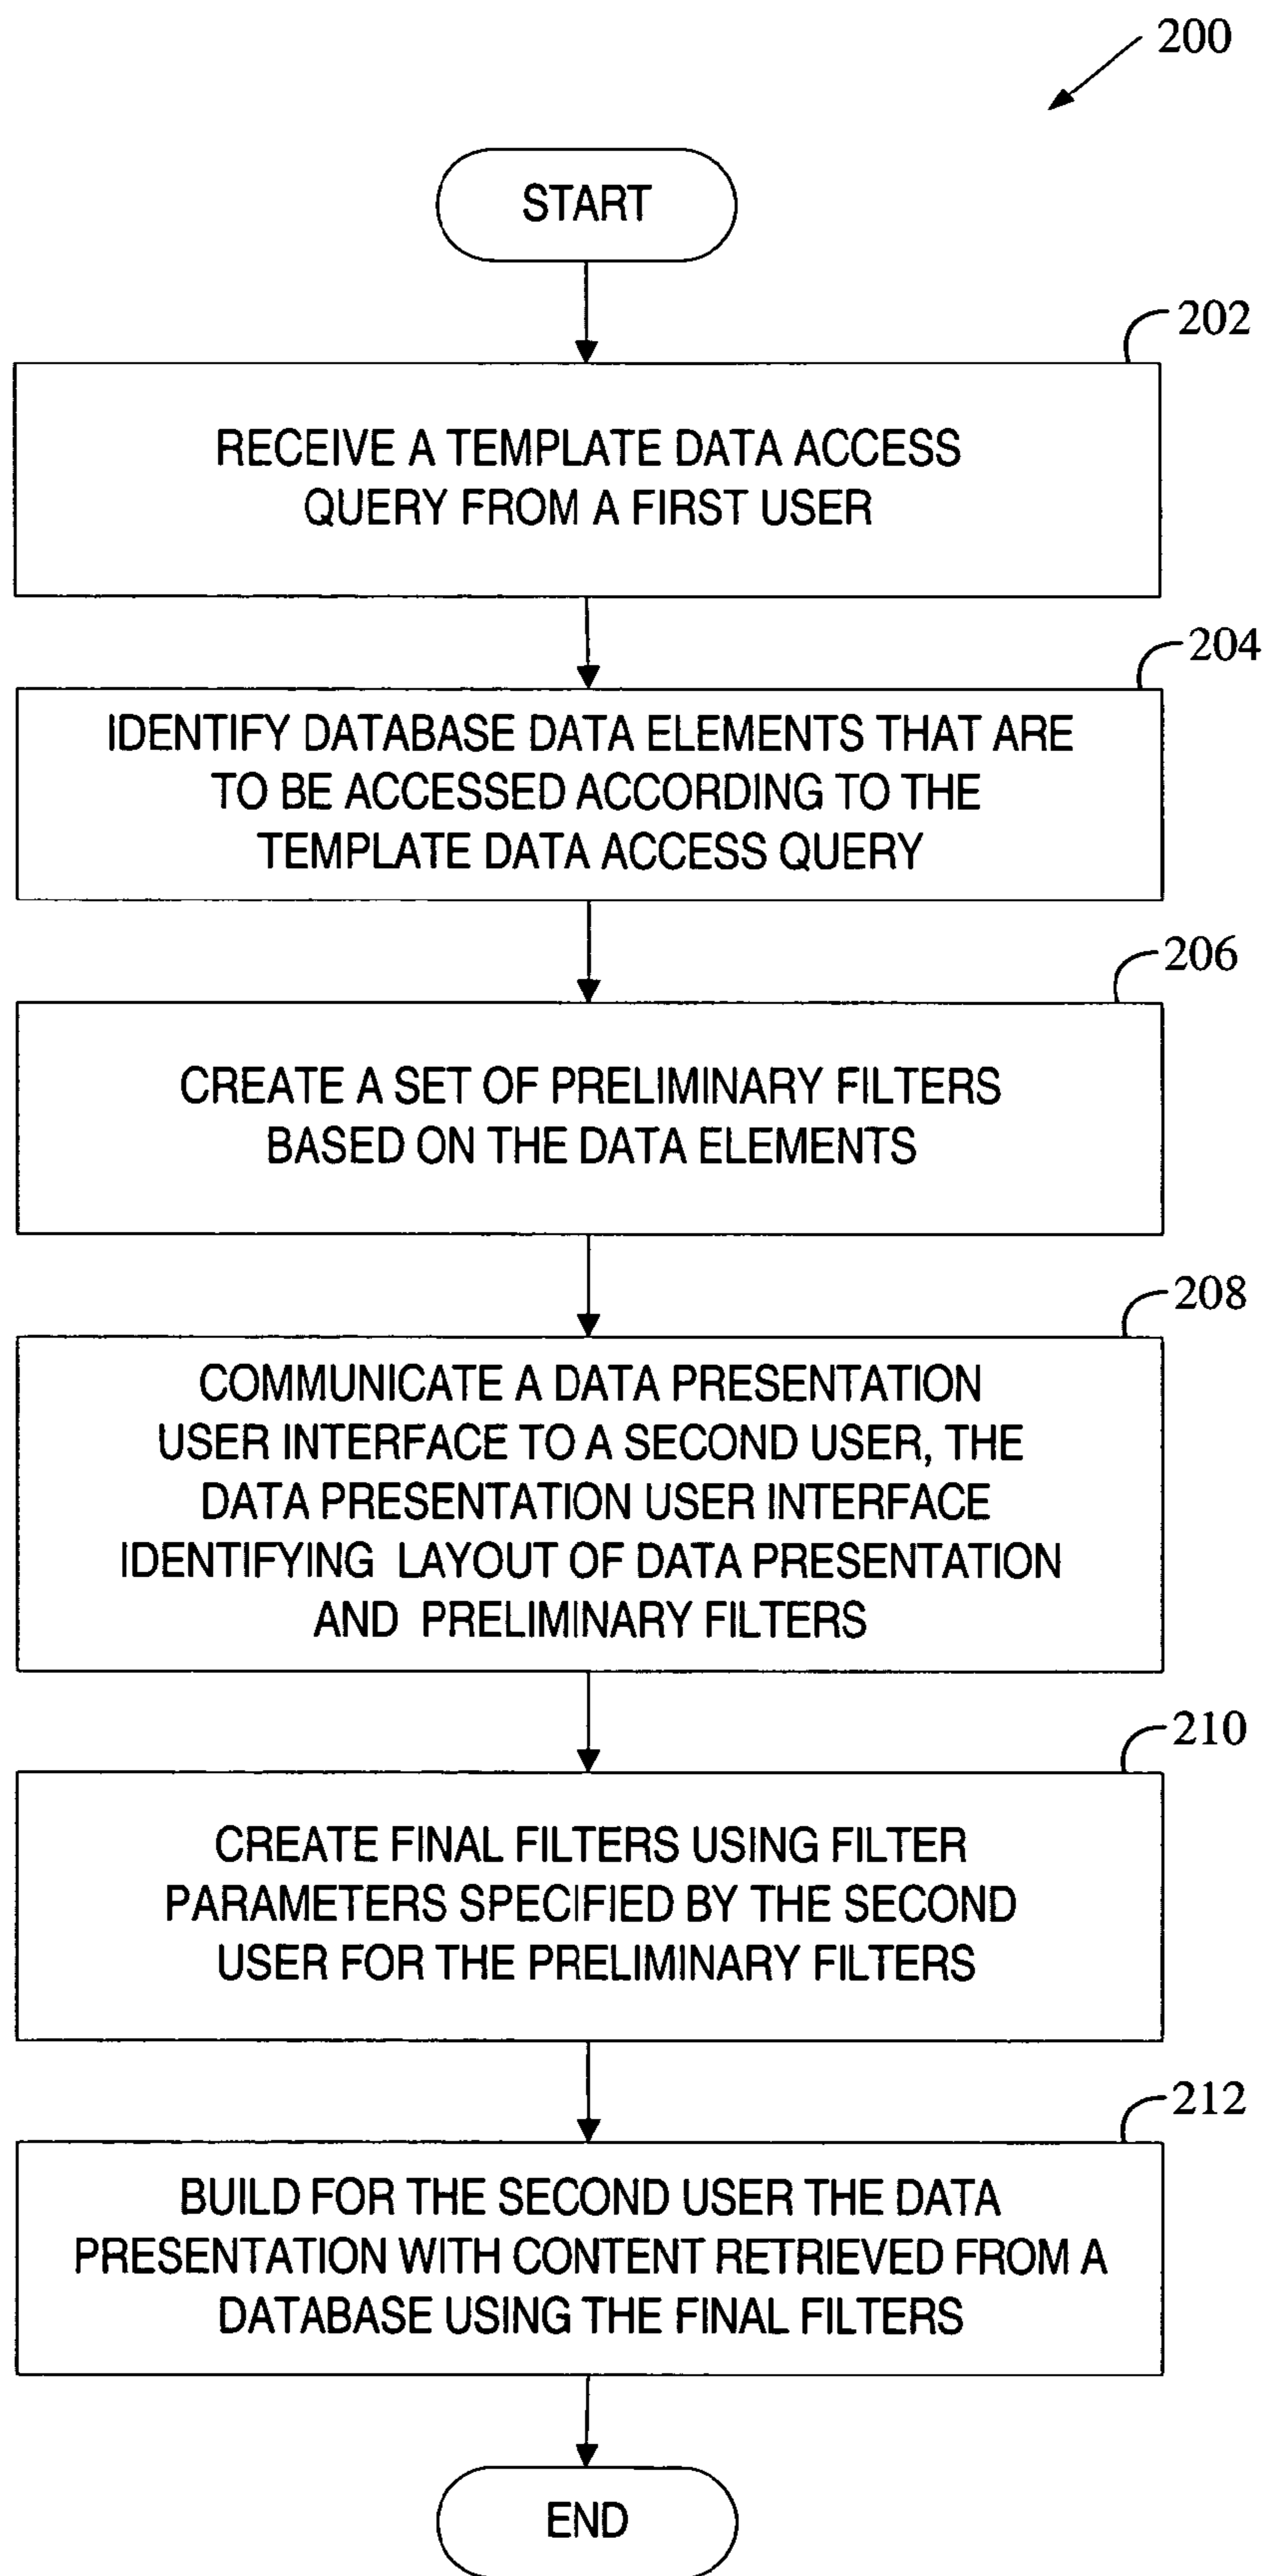 200
START
202
RECEIVE A TEMPLATE DATA ACCESS
QUERY FROM A FIRST USER
204
IDENTIFY DATABASE DATA ELEMENTS THAT ARE
TO BE ACCESSED ACCORDING TO THE
TEMPLATE DATA ACCESS QUERY
206
CREATE A SET OF PRELIMINARY FILTERS
BASED ON THE DATA ELEMENTS
208
COMMUNICATE A DATA PRESENTATION
USER INTERFACE TO A SECOND USER, THE
DATA PRESENTATION USER INTERFACE
IDENTIFYING LAYOUT OF DATA PRESENTATION
AND PRELIMINARY FILTERS
210
CREATE FINAL FILTERS USING FILTER
PARAMETERS SPECIFIED BY THE SECOND
USER FOR THE PRELIMINARY FILTERS
212
BUILD FOR THE SECOND USER THE DATA
PRESENTATION WITH CONTENT RETRIEVED FROM A
DATABASE USING THE FINAL FILTERS
END